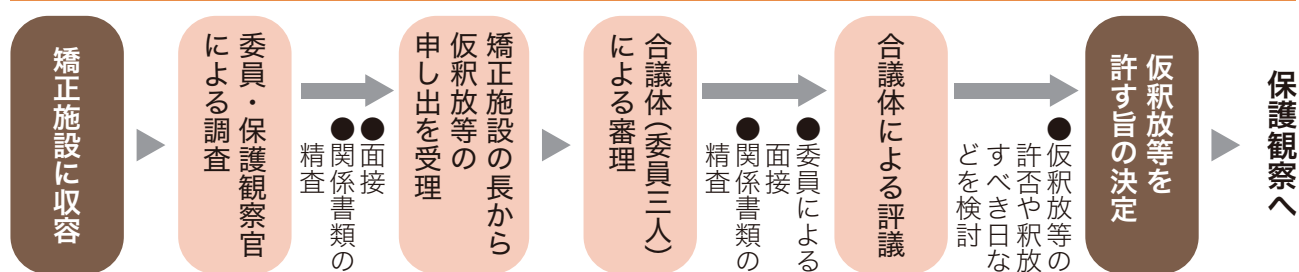 矯正施設に収容
委員・保護観察官
による調査
●面接
●関係書類の
精査
矯正施設の長から
仮釈放等の
申し出を受理
合議体(委員三人)
による審理
●委員による
面接
●関係書類の
精査
合議体による評議
●仮釈放等の
許否や釈放
すべき日な
どを検討
仮釈放等を
許す旨の決定
保護観察へ